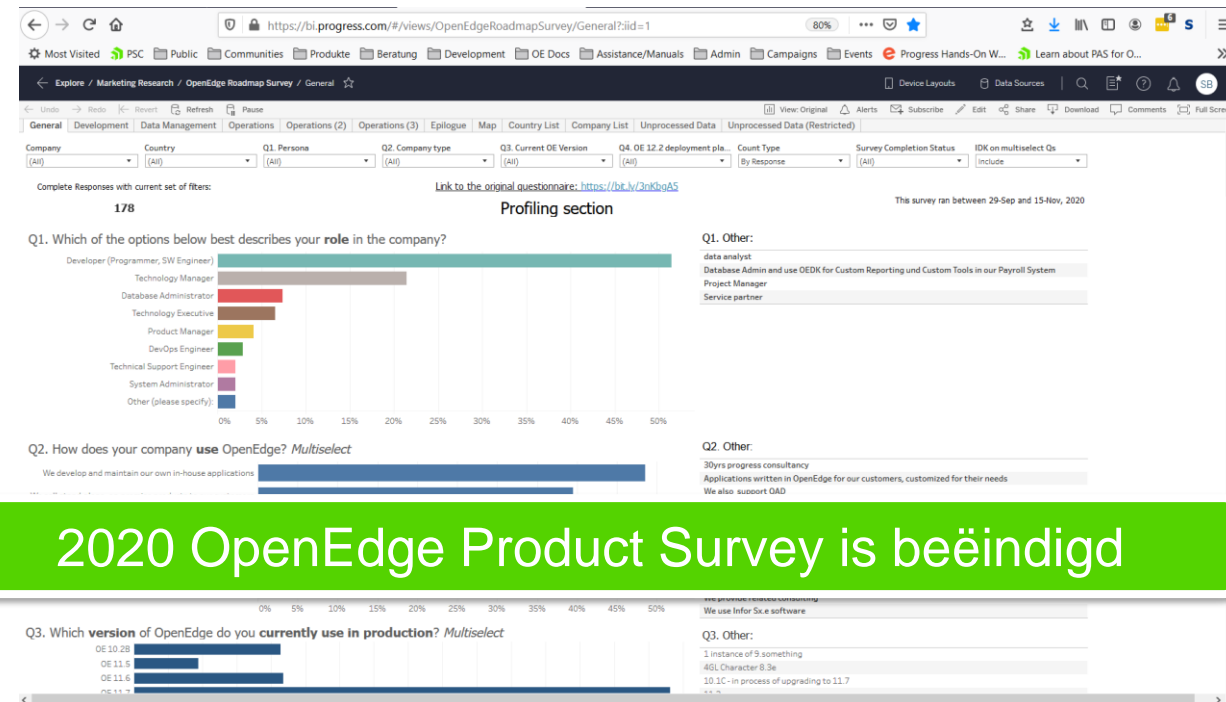 https://bi.progress.com/#/views/OpenEdgeRoadmapSurvey/General?:iid=1
80%
6
S
Most Visited PSC Public Communities Produkte Beratung Development OE Docs Assistance/Manuals Admin Campaigns Events Progress Hands-On W... Learn about PAS for O...
Explore / Marketing Research / OpenEdge Roadmap Survey / General
Device Layouts Data Sources SB
Undo Redo Revert Refresh Pause
View: Original Alerts Subscribe Edit Share Download Comments Full Scree
General Development Data Management Operations Operations (2) Operations (3) Epilogue Map Country List Company List Unprocessed Data Unprocessed Data (Restricted)
Company Country Q1. Persona Q2. Company type Q3. Current OE Version Q4. OE 12.2 deployment pla... Count Type Survey Completion Status IDK on multiselect Qs
(All) (All) (All) (All) (All) (All) By Response (All) Include
Complete Responses with current set of filters:
178
Link to the original questionnaire: https://bit.ly/3nKbgA5
Profiling section
This survey ran between 29-Sep and 15-Nov, 2020
Q1. Which of the options below best describes your role in the company?
Developer (Programmer, SW Engineer)
Technology Manager
Database Administrator
Technology Executive
Product Manager
DevOps Engineer
Technical Support Engineer
System Administrator
Other (please specify):
0% 5% 10% 15% 20% 25% 30% 35% 40% 45% 50%
Q1. Other:
data analyst
Database Admin and use OEDK for Custom Reporting und Custom Tools in our Payroll System
Project Manager
Service partner
Q2. How does your company use OpenEdge? Multiselect
We develop and maintain our own in-house applications
Q2. Other:
30yrs progress consultancy
Applications written in OpenEdge for our customers, customized for their needs
We also support QAD
2020 OpenEdge Product Survey is beëindigd
We provide related consulting
We use Infor Sx.e software
0% 5% 10% 15% 20% 25% 30% 35% 40% 45% 50%
Q3. Which version of OpenEdge do you currently use in production? Multiselect
OE 10.2B
OE 11.5
OE 11.6
OE 11.7
Q3. Other:
1 instance of 9.something
4GL Character 8.3e
10.1C - in process of upgrading to 11.7